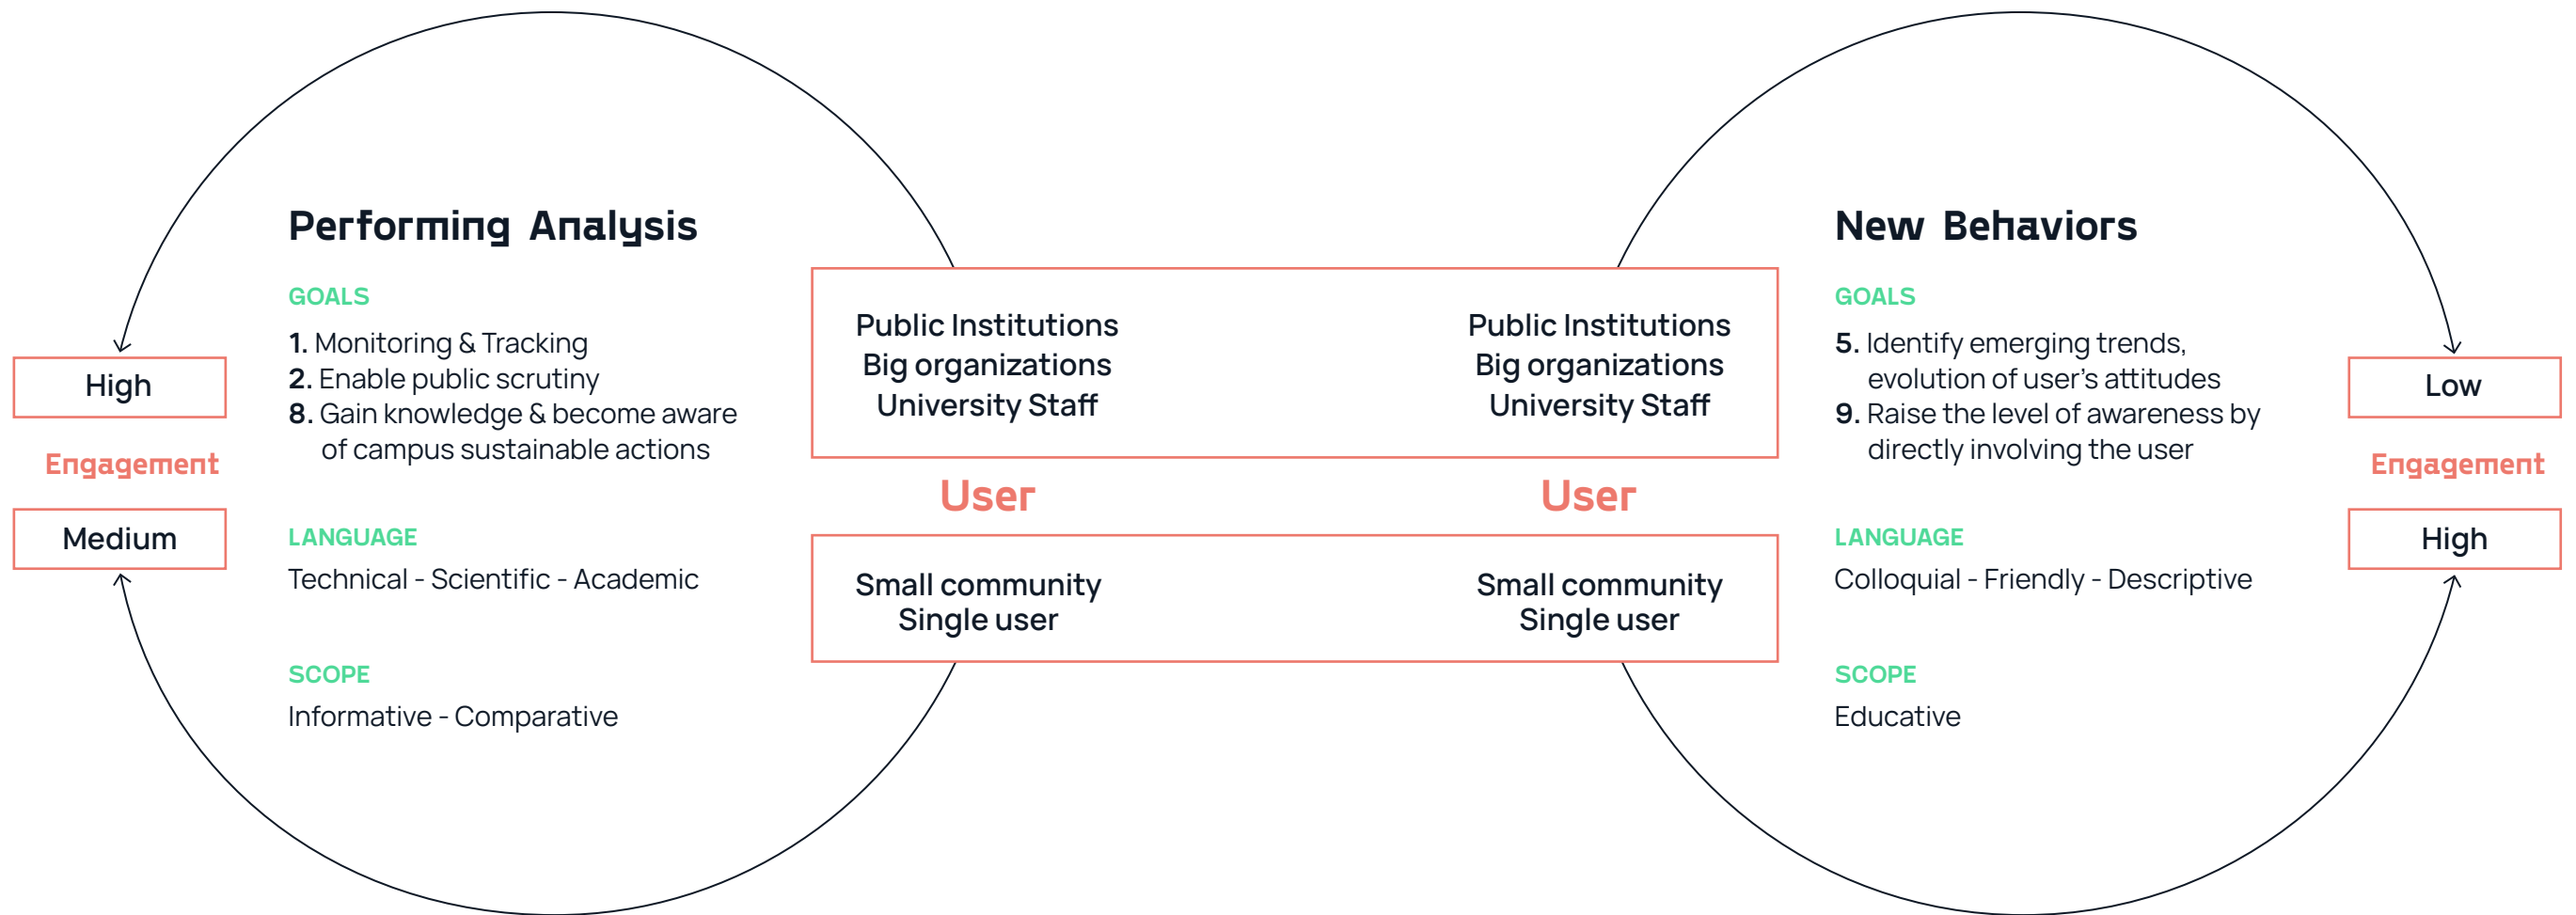 Performing Analysis
GOALS
1. Monitoring & Tracking
2. Enable public scrutiny
8. Gain knowledge & become aware
of campus sustainable actions
LANGUAGE
Technical - Scientific - Academic
SCOPE
Informative - Comparative
High
Engagement
Medium
Public Institutions
Big organizations
University Staff
User
Small community
Single user
Public Institutions
Big organizations
University Staff
User
Small community
Single user
New Behaviors
GOALS
5. Identify emerging trends,
evolution of user's attitudes
9. Raise the level of awareness by
directly involving the user
LANGUAGE
Colloquial - Friendly - Descriptive
SCOPE
Educative
Low
Engagement
High